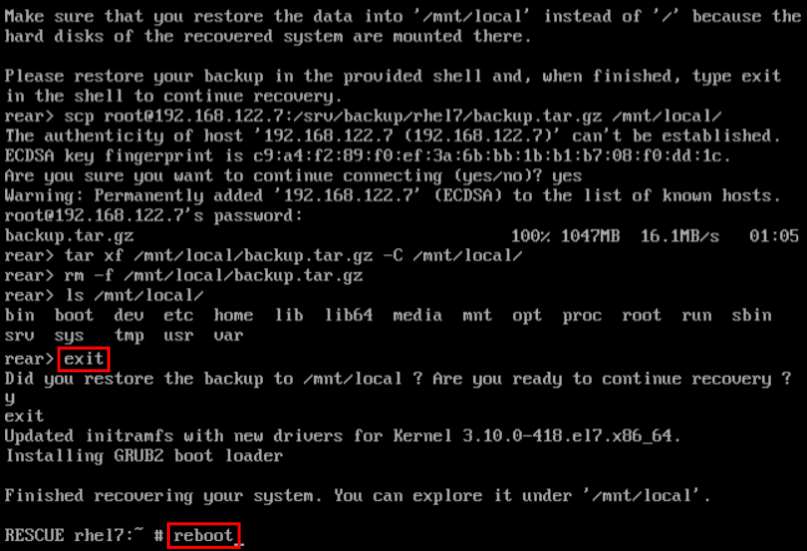 Make sure that you restore the data into '/mnt/local' instead of '/' because the
hard disks of the recovered system are mounted there.
Please restore your backup in the provided shell and, when finished, type exit
in the shell to continue recovery.
rear> scp root@192.168.122.7:/srv/backup/rhel7/backup.tar.gz /mnt/local/
The authenticity of host '192.168.122.7 (192.168.122.7)' can't be established.
ECDSA key fingerprint is c9:a4:f2:89:f0:ef:3a:6b:bb:1b:b1:b7:08:f0:dd:1c.
Are you sure you want to continue connecting (yes/no)? yes
Warning: Permanently added '192.168.122.7' (ECDSA) to the list of known hosts.
root@192.168.122.7's password:
backup.tar.gz 100% 1047MB 16.1MB/s 01:05
rear> tar xf /mnt/local/backup.tar.gz -C /mnt/local/
rear> rm -f /mnt/local/backup.tar.gz
rear> ls /mnt/local/
bin boot dev etc home lib lib64 media mnt opt proc root run sbin
srv sys tmp usr var
rear> exit
Did you restore the backup to /mnt/local ? Are you ready to continue recovery ?
y
exit
Updated initramfs with new drivers for Kernel 3.10.0-418.el7.x86_64.
Installing GRUB2 boot loader
Finished recovering your system. You can explore it under '/mnt/local'.
RESCUE rhel7:~ # reboot_